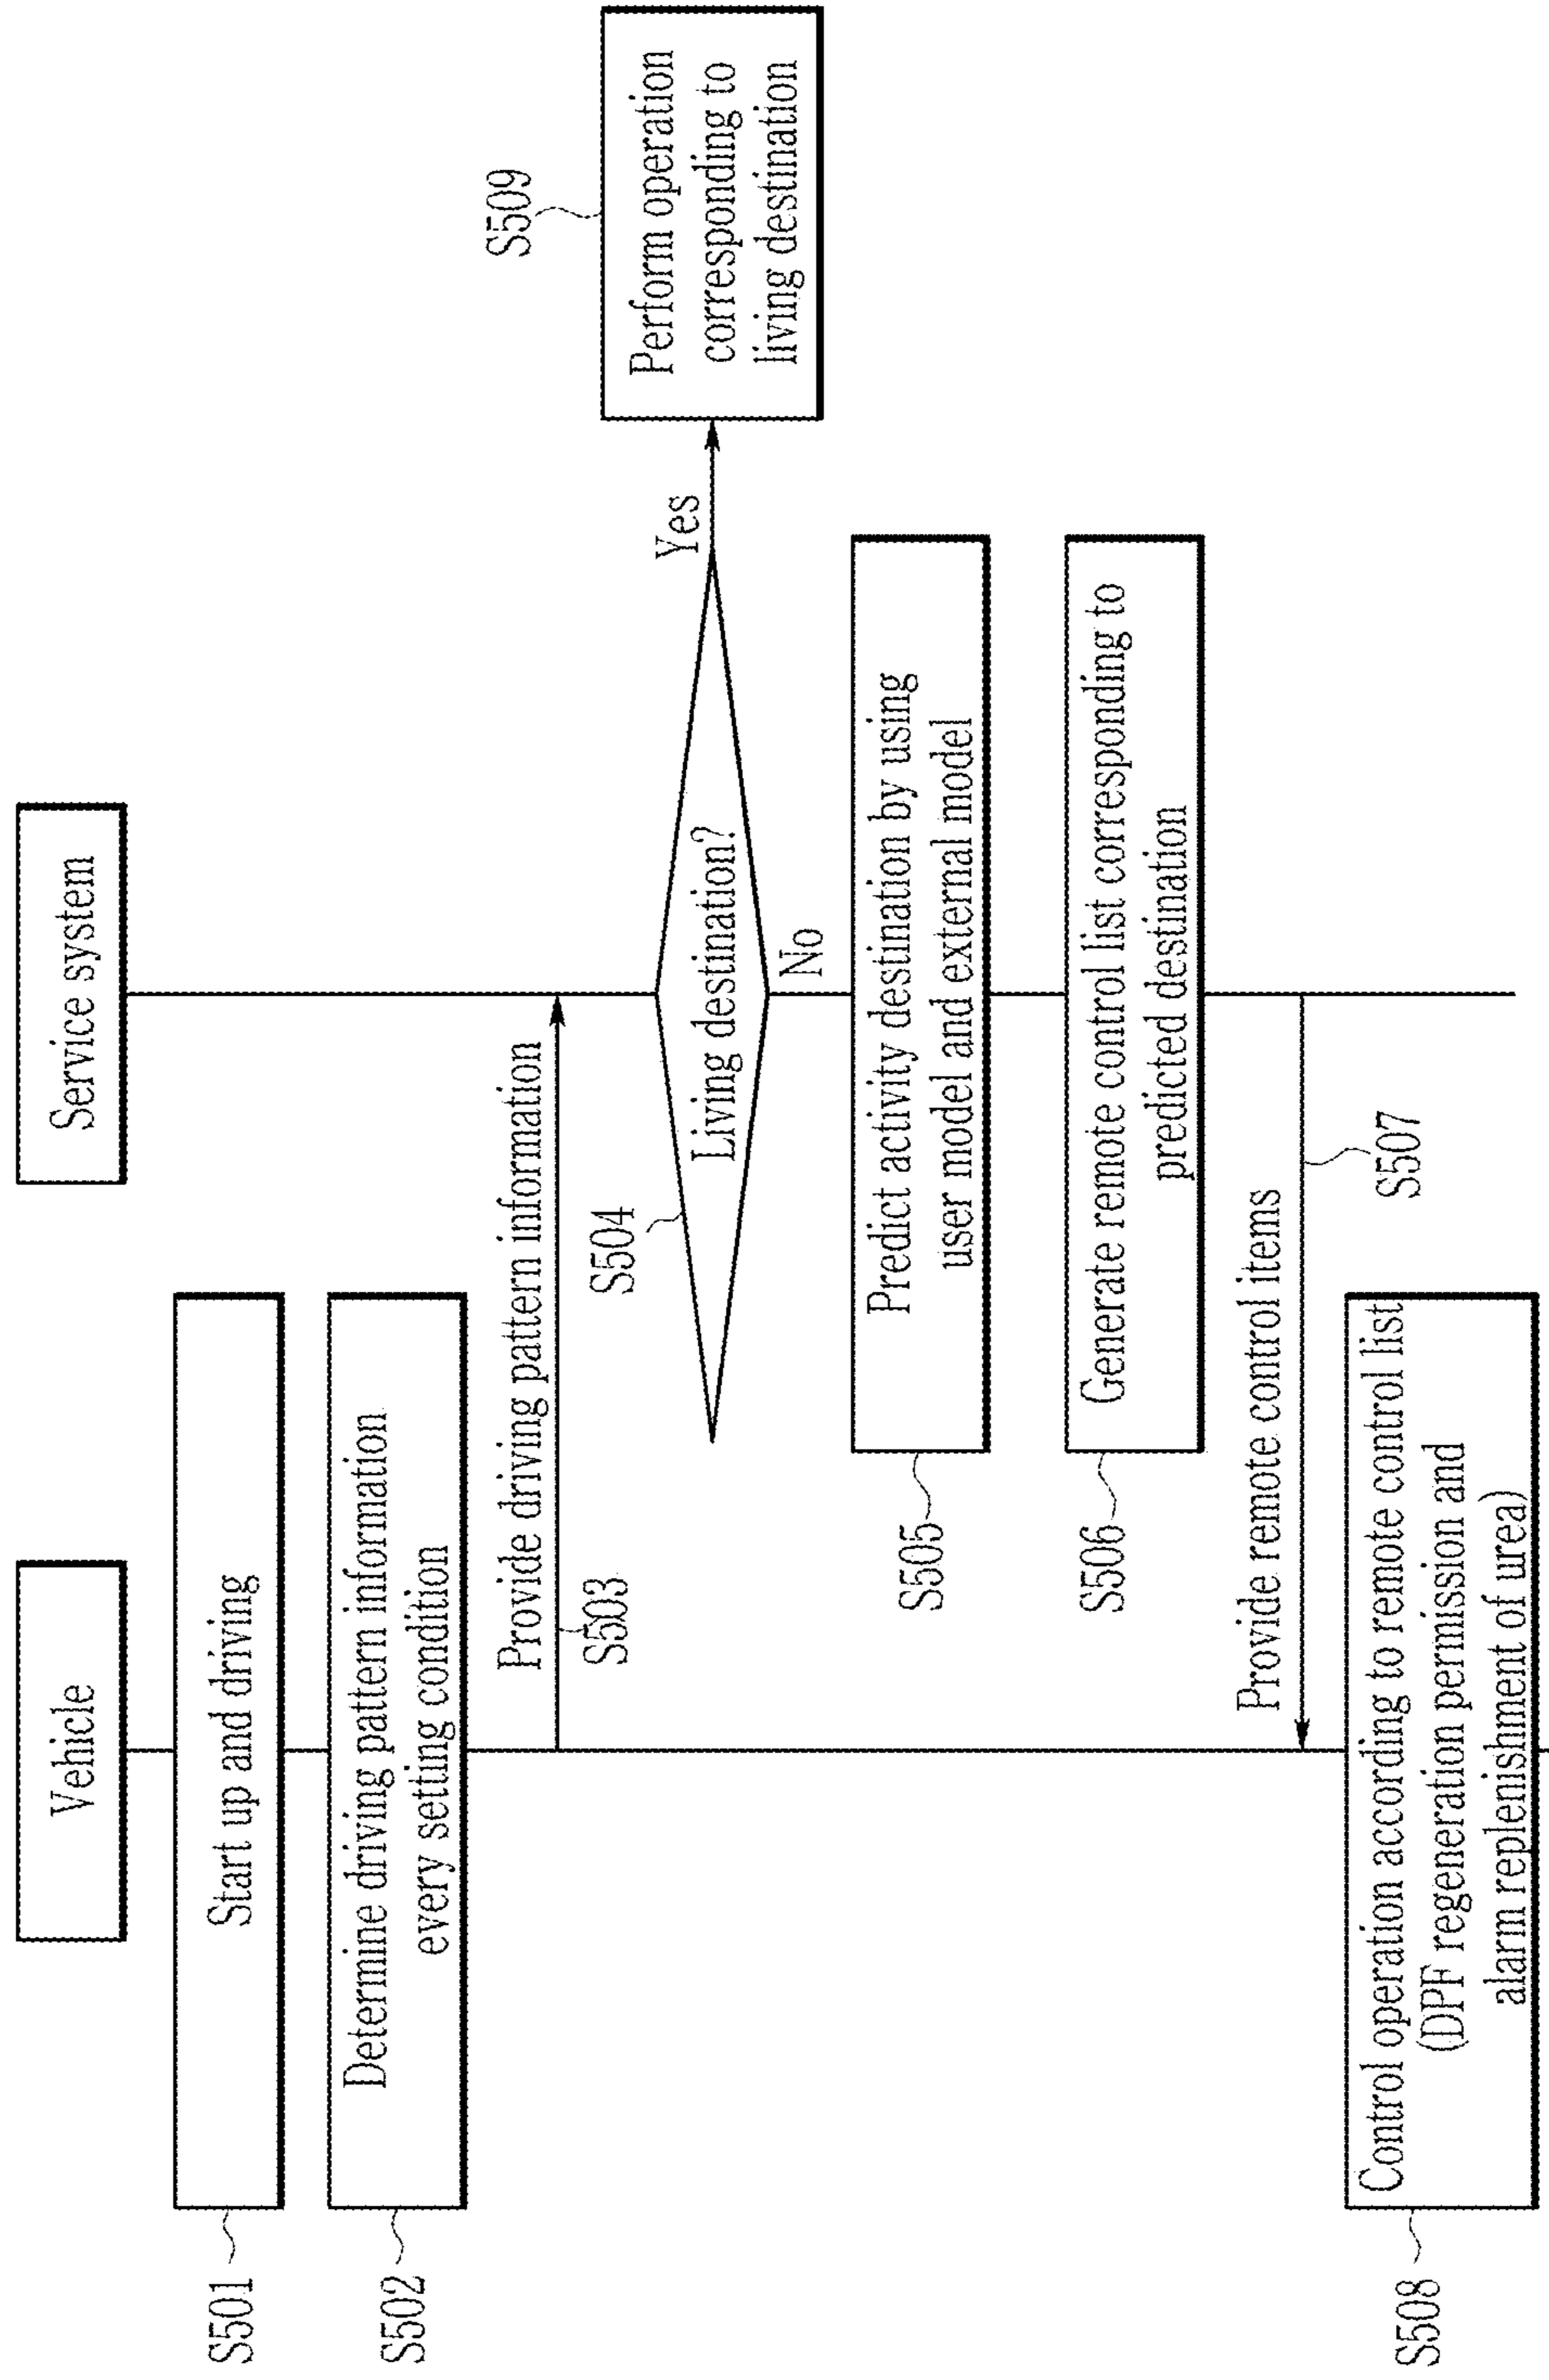 Vehicle
Service system
S501
Start up and driving
S502
Determine driving pattern information
every setting condition
Provide driving pattern information
S503
S504
Living destination?
Yes
No
S509
Perform operation
corresponding to
living destination
S505
Predict activity destination by using
user model and external model
S506
Generate remote control list corresponding to
predicted destination
Provide remote control items
S507
S508
Control operation according to remote control list
(DPF regeneration permission and
alarm replenishment of urea)